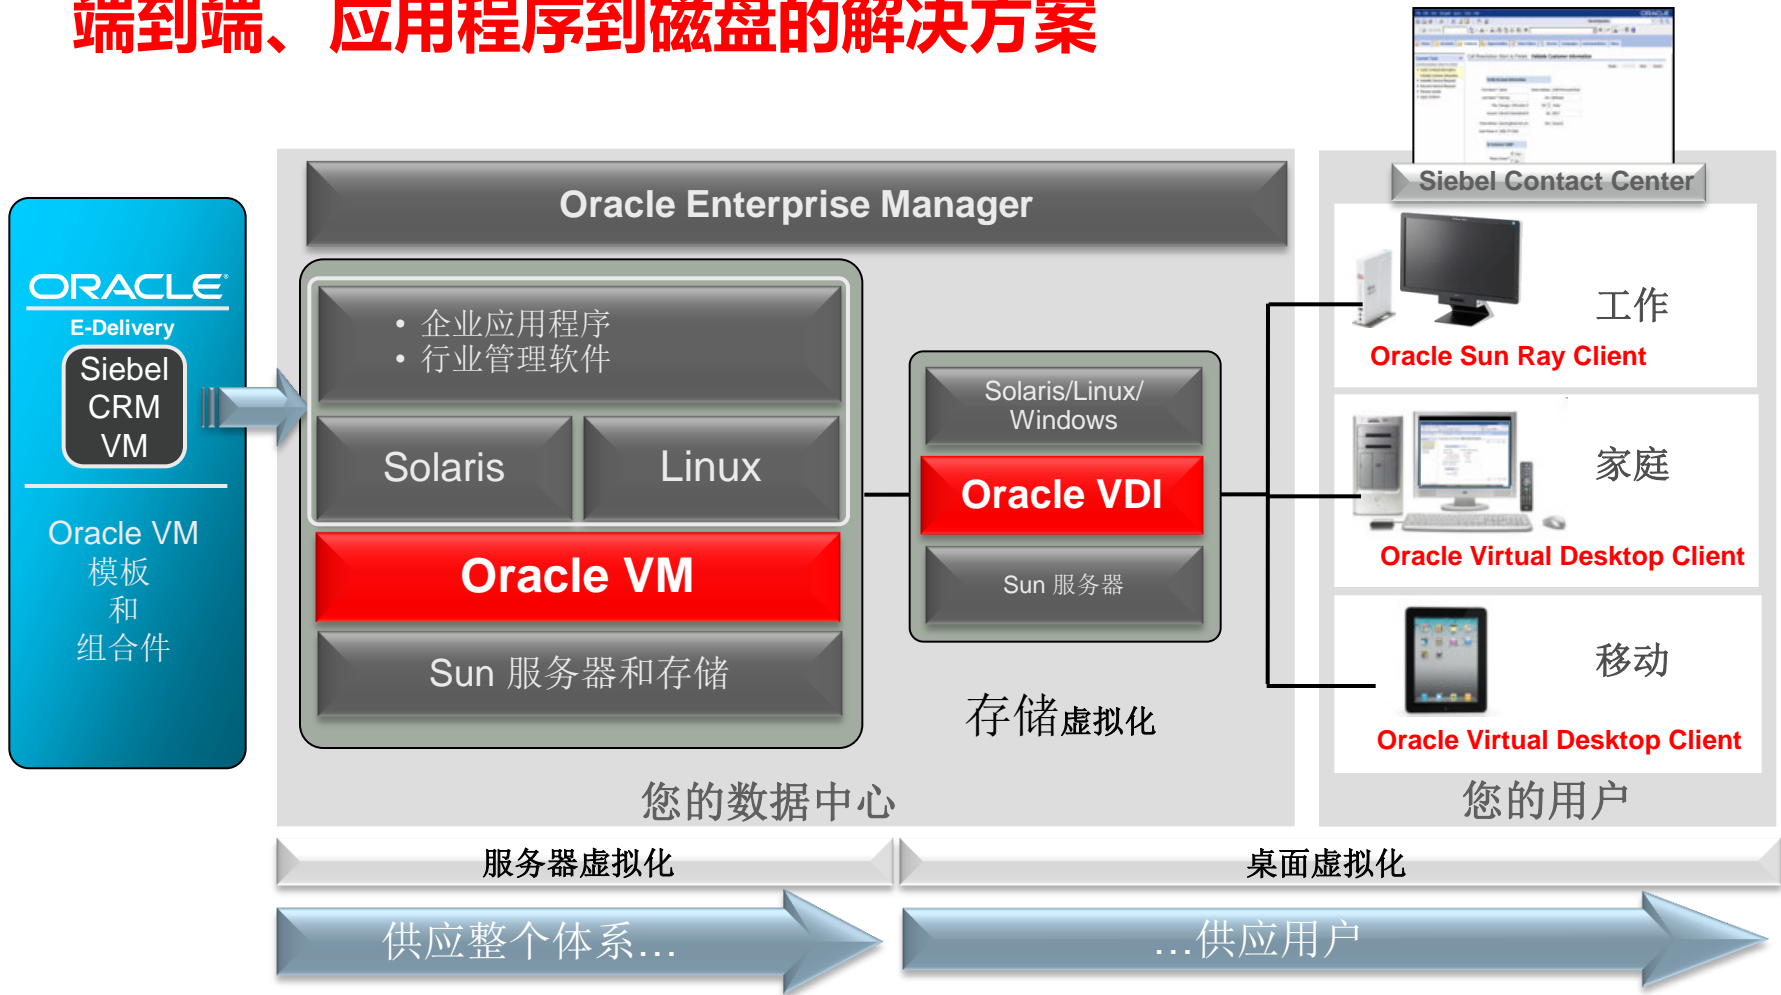 端到端、应用程序到磁盘的解决方案
ORACLE
E-Delivery
Siebel
CRM
VM
Oracle VM
模板
和
组合件
Oracle Enterprise Manager
• 企业应用程序
• 行业管理软件
Solaris
Linux
Oracle VM
Sun 服务器和存储
Solaris/Linux/
Windows
Oracle VDI
Sun 服务器
存储虚拟化
您的数据中心
Siebel Contact Center
工作
Oracle Sun Ray Client
家庭
Oracle Virtual Desktop Client
移动
Oracle Virtual Desktop Client
您的用户
服务器虚拟化
桌面虚拟化
供应整个体系...
...供应用户